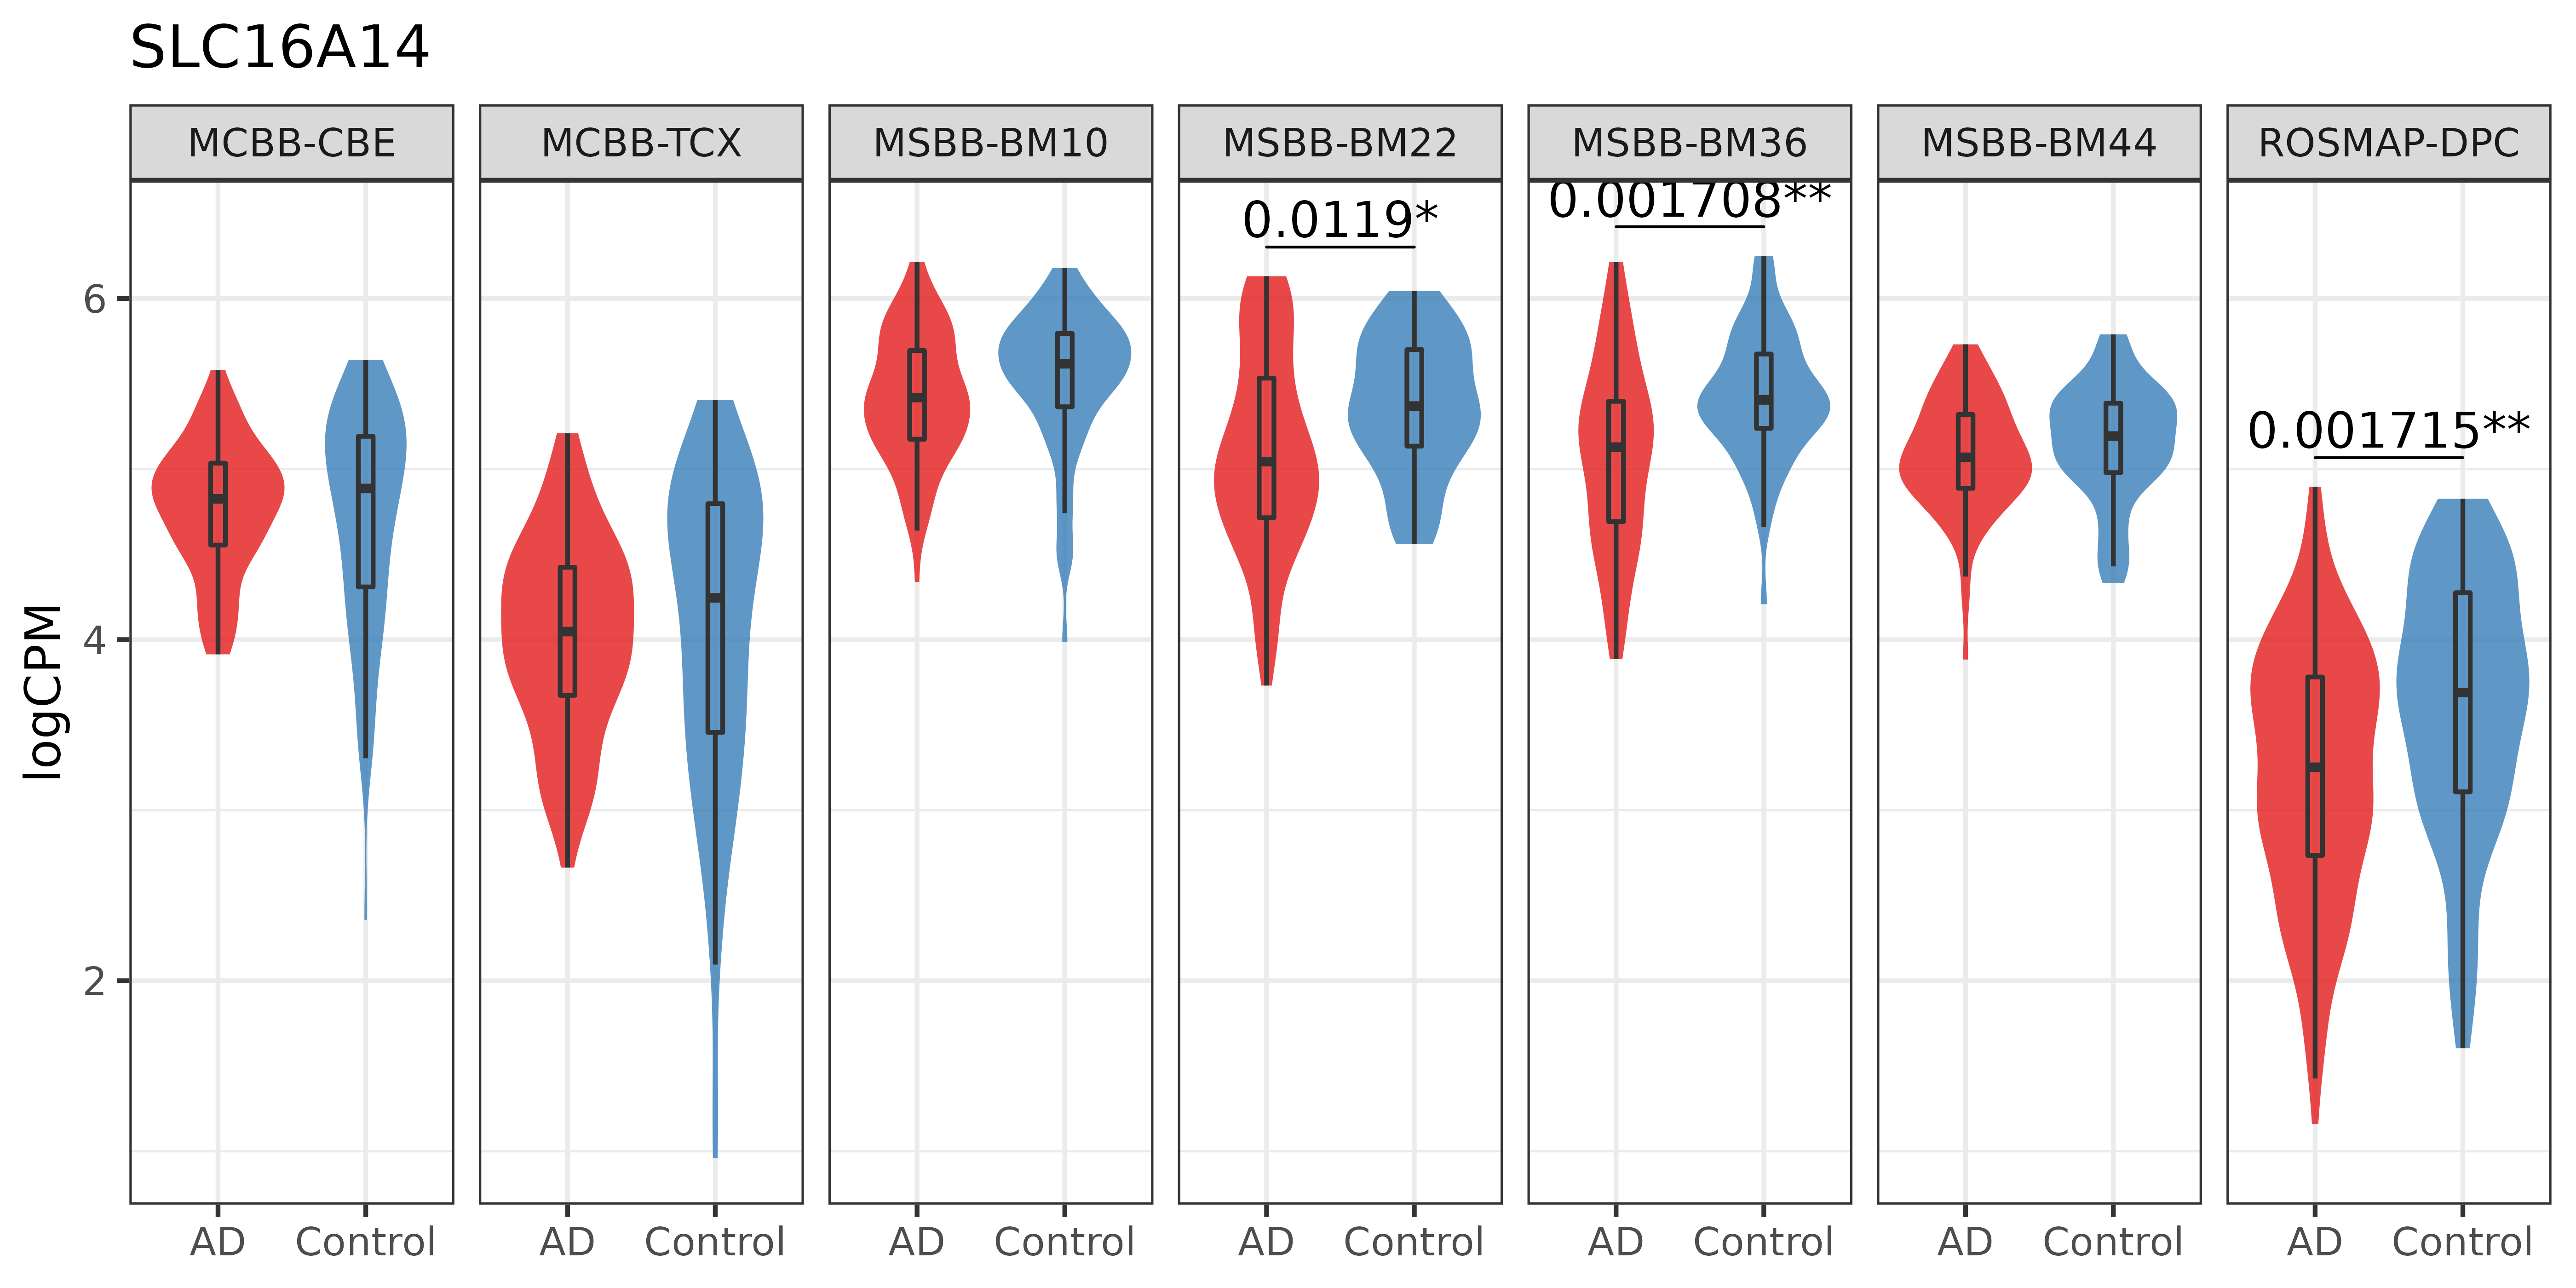 SLC16A14
MCBB-CBE
MCBB-TCX
MSBB-BM10
MSBB-BM22
MSBB-BM36
MSBB-BM44
ROSMAP-DPC
0.0119*
0.001708**
0.001715**
logCPM
6
4
2
AD Control
AD Control
AD Control
AD Control
AD Control
AD Control
AD Control